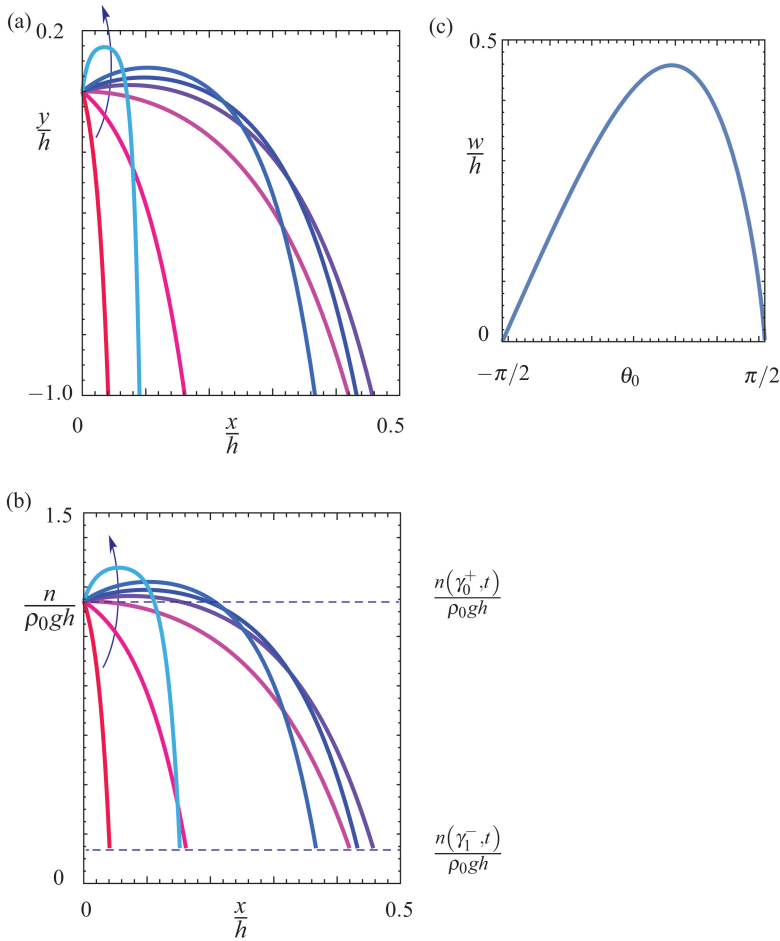 (a)
0.2
y/h
−1.0
0
x/h
0.5
(c)
0.5
w/h
0
−π/2
θ₀
π/2
(b)
1.5
n/ρ₀gh
0
0
x/h
0.5
n(γ₀⁺,t)/ρ₀gh
n(γ₁⁻,t)/ρ₀gh